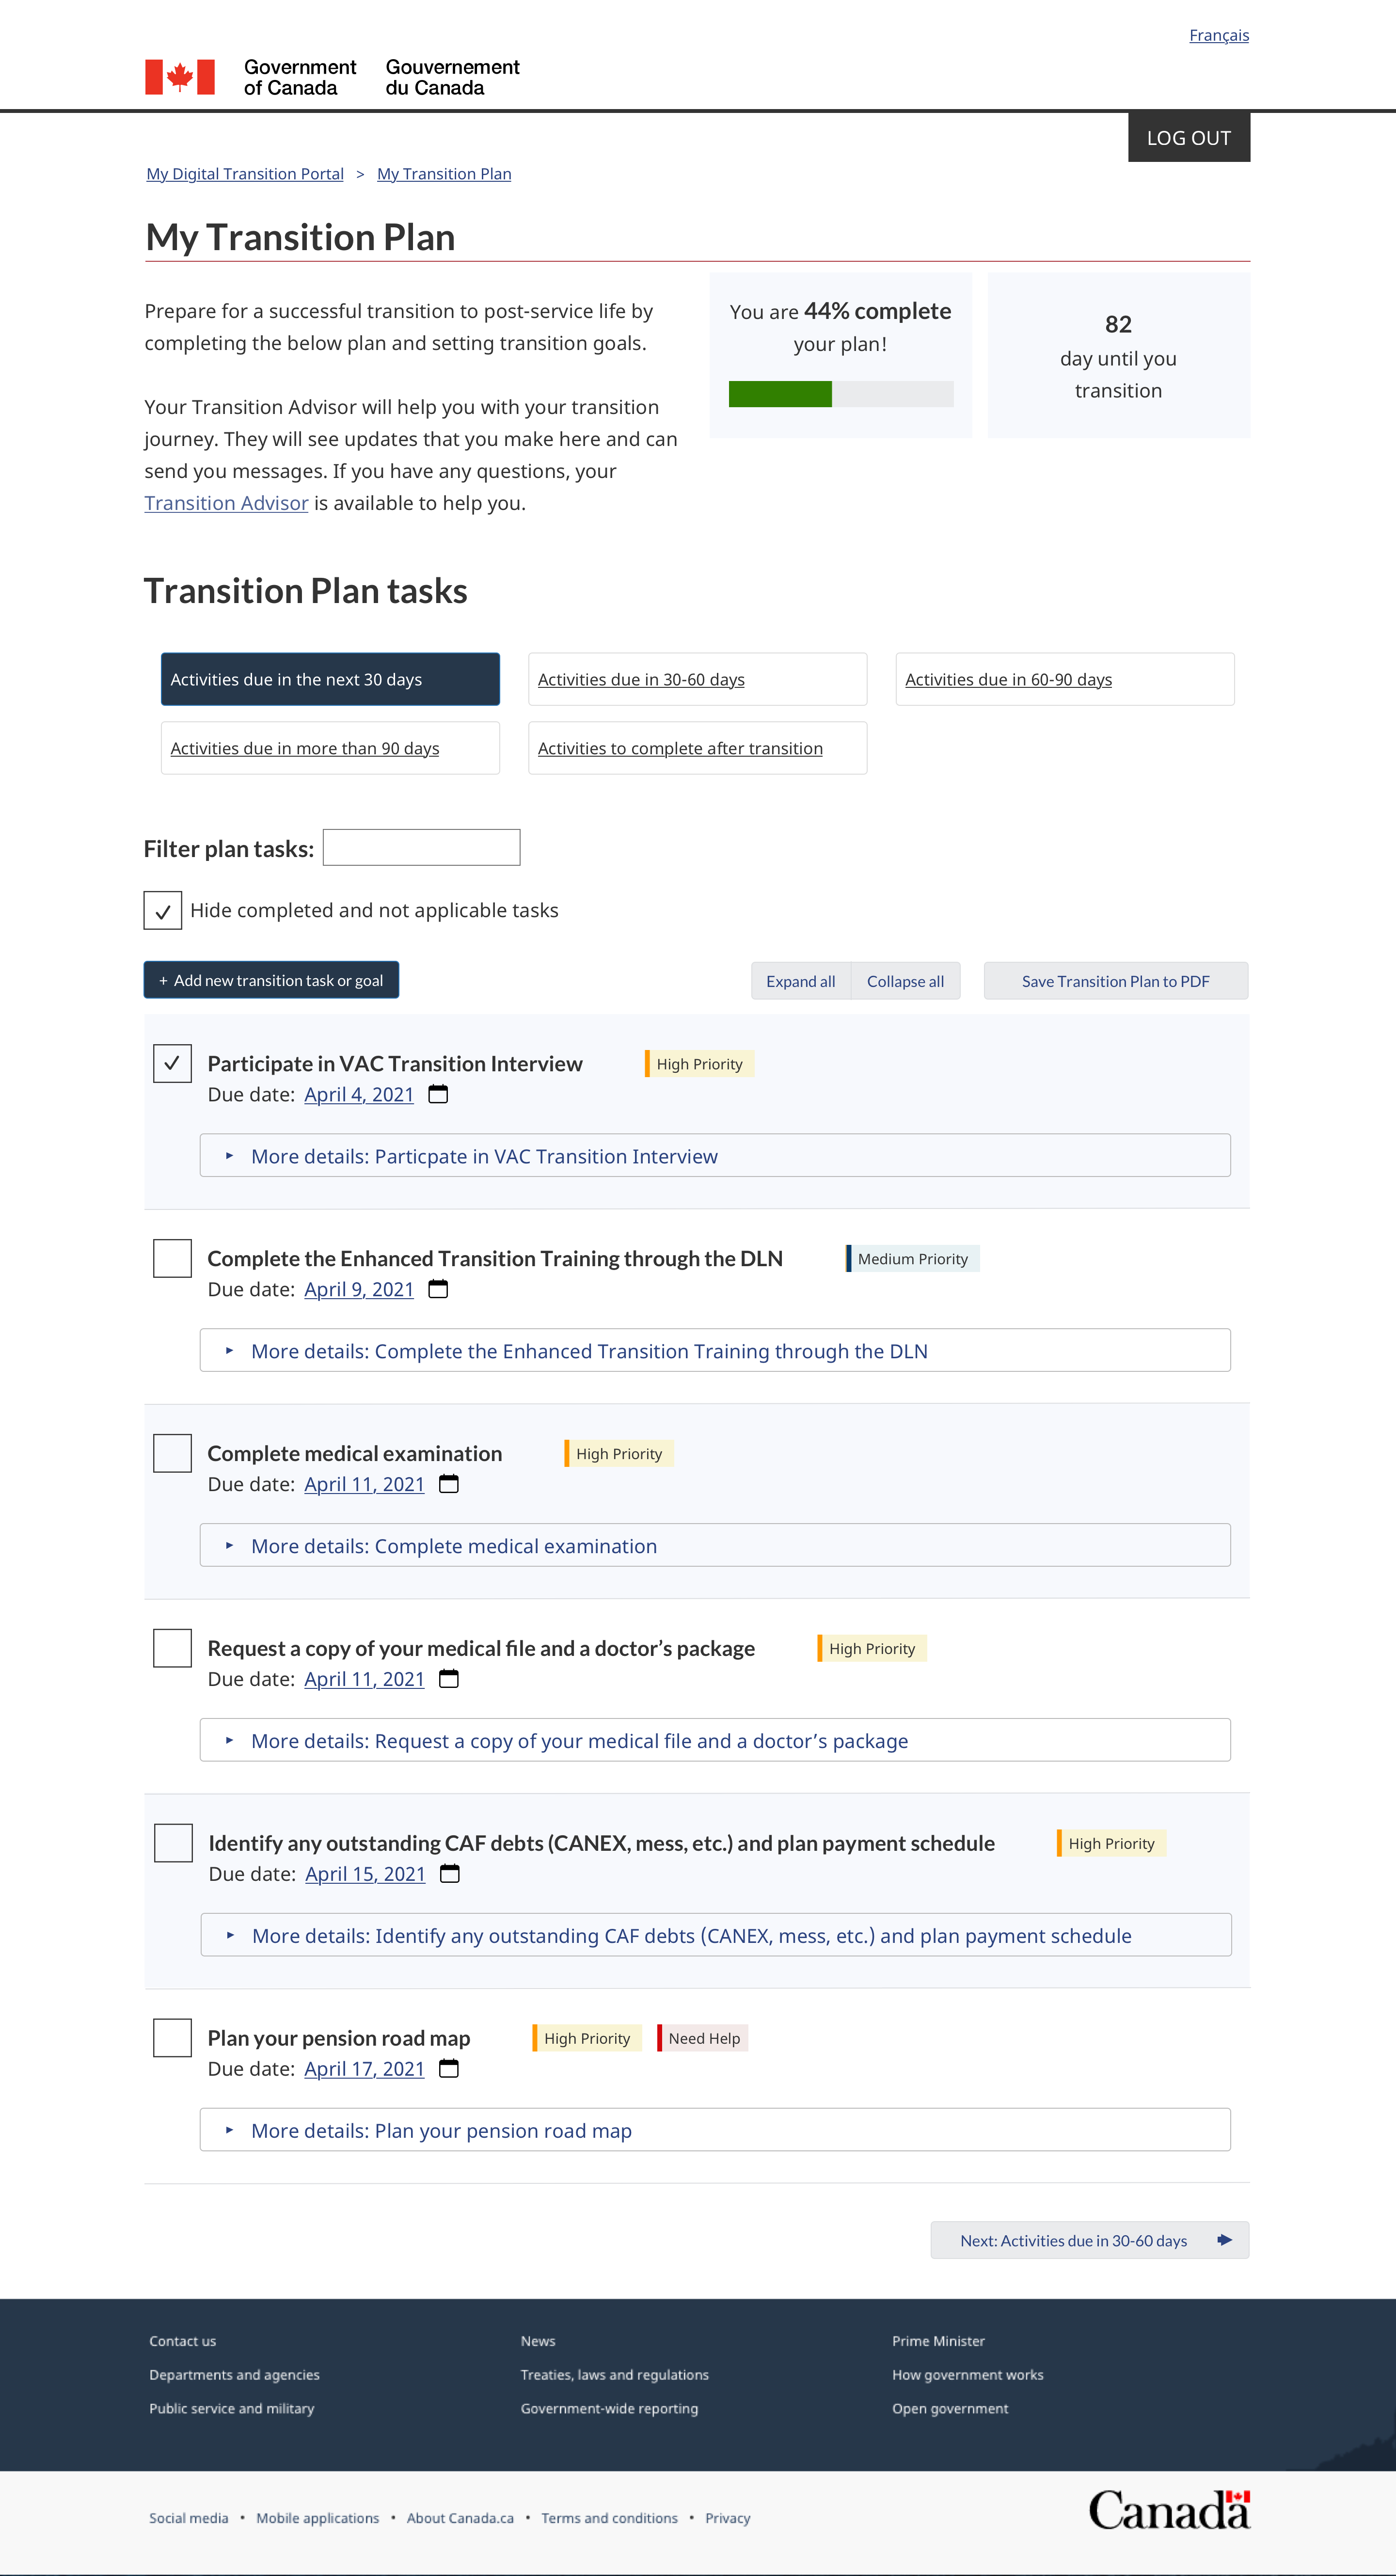 Français
Government
of Canada
Gouvernement
du Canada
LOG OUT
My Digital Transition Portal > My Transition Plan
My Transition Plan
Prepare for a successful transition to post-service life by
completing the below plan and setting transition goals.
Your Transition Advisor will help you with your transition
journey. They will see updates that you make here and can
send you messages. If you have any questions, your
Transition Advisor is available to help you.
You are 44% complete
your plan!
82
day until you
transition
Transition Plan tasks
Activities due in the next 30 days
Activities due in 30-60 days
Activities due in 60-90 days
Activities due in more than 90 days
Activities to complete after transition
Filter plan tasks:
Hide completed and not applicable tasks
+ Add new transition task or goal
Expand all
Collapse all
Save Transition Plan to PDF
Participate in VAC Transition Interview
High Priority
Due date: April 4, 2021
More details: Particpate in VAC Transition Interview
Complete the Enhanced Transition Training through the DLN
Medium Priority
Due date: April 9, 2021
More details: Complete the Enhanced Transition Training through the DLN
Complete medical examination
High Priority
Due date: April 11, 2021
More details: Complete medical examination
Request a copy of your medical file and a doctor’s package
High Priority
Due date: April 11, 2021
More details: Request a copy of your medical file and a doctor’s package
Identify any outstanding CAF debts (CANEX, mess, etc.) and plan payment schedule
High Priority
Due date: April 15, 2021
More details: Identify any outstanding CAF debts (CANEX, mess, etc.) and plan payment schedule
Plan your pension road map
High Priority
Need Help
Due date: April 17, 2021
More details: Plan your pension road map
Next: Activities due in 30-60 days
Contact us
News
Prime Minister
Departments and agencies
Treaties, laws and regulations
How government works
Public service and military
Government-wide reporting
Open government
Social media • Mobile applications • About Canada.ca • Terms and conditions • Privacy
Canada